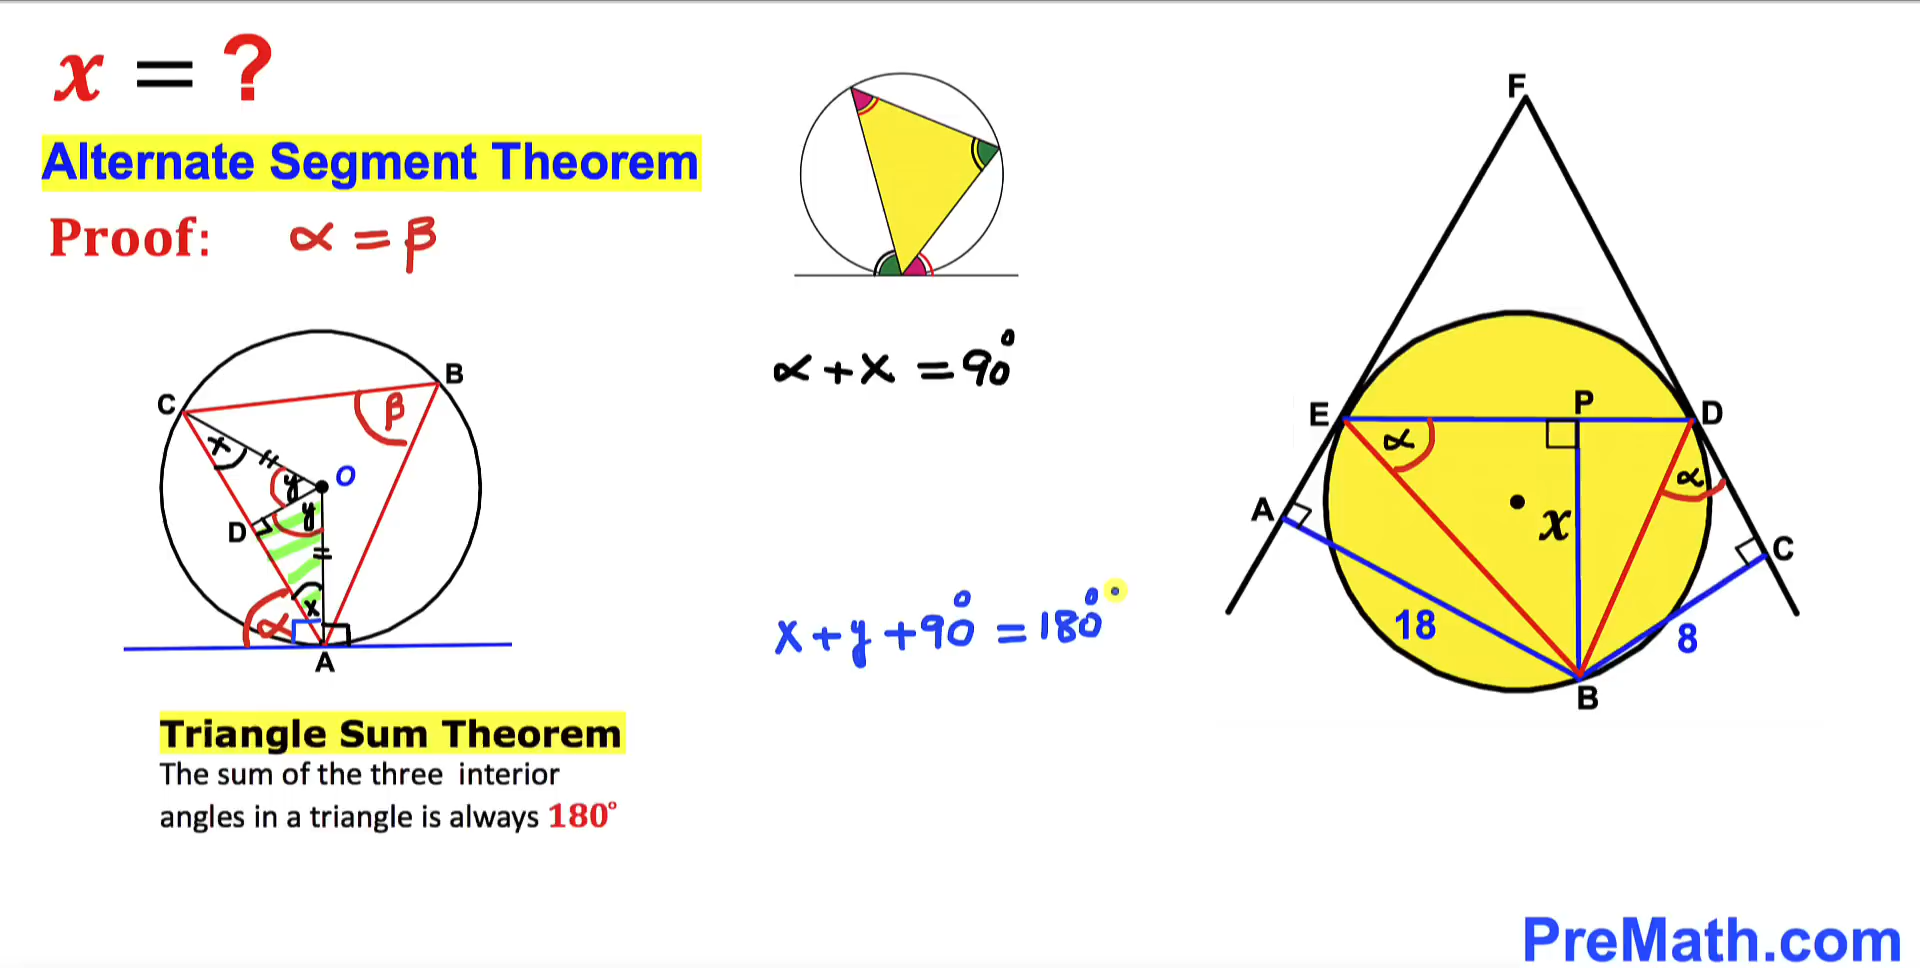 x = ?
Alternate Segment Theorem
Proof: α = β
α + x = 90°
x + y + 90° = 180°
C
B
β
x
y
O
D
y
x
α
A
Triangle Sum Theorem
The sum of the three interior
angles in a triangle is always 180°
F
E
P
D
α
α
A
x
C
18
8
B
PreMath.com